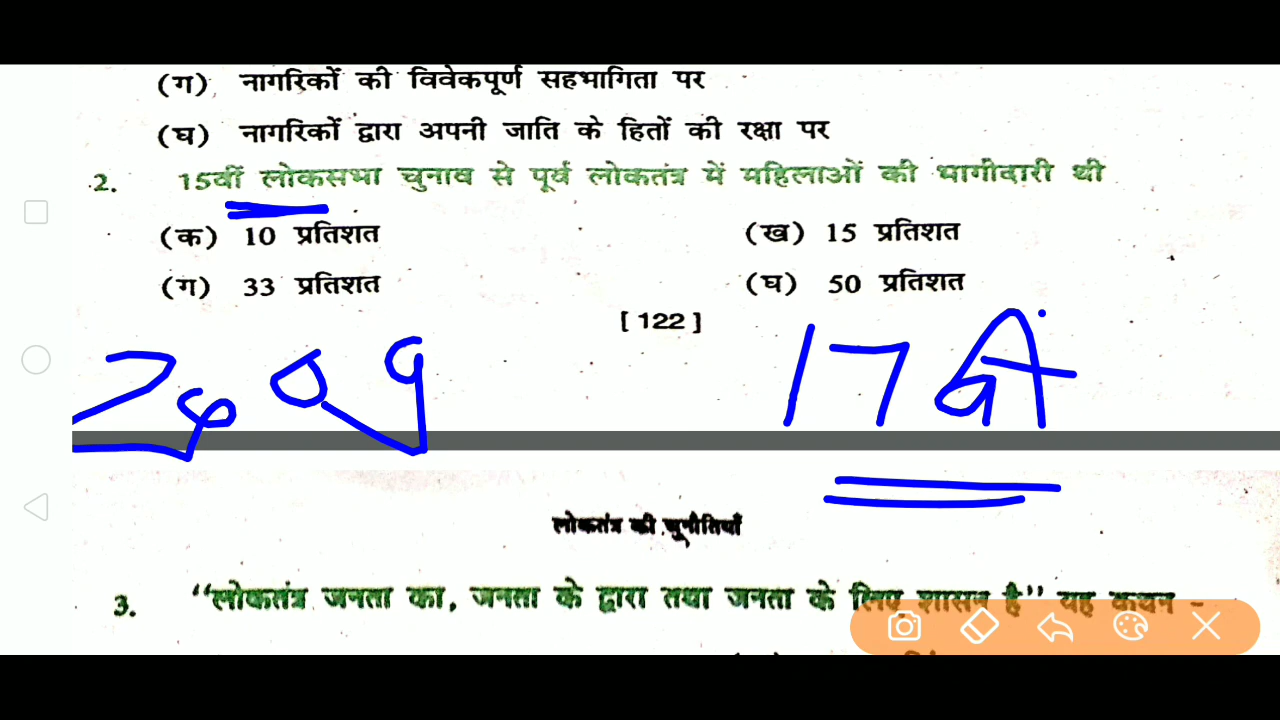 (ग) नागरिकों की विवेकपूर्ण सहभागिता पर
(घ) नागरिकों द्वारा अपनी जाति के हितों की रक्षा पर
2. 15वीं लोकसभा चुनाव से पूर्व लोकतंत्र में महिलाओं की भागीदारी थी
(क) 10 प्रतिशत (ख) 15 प्रतिशत
(ग) 33 प्रतिशत (घ) 50 प्रतिशत
[ 122 ]
17वीं
लोकतंत्र की चुनौतियाँ
3. “लोकतंत्र जनता का, जनता के द्वारा तथा जनता के लिए शासन है” यह कथन –